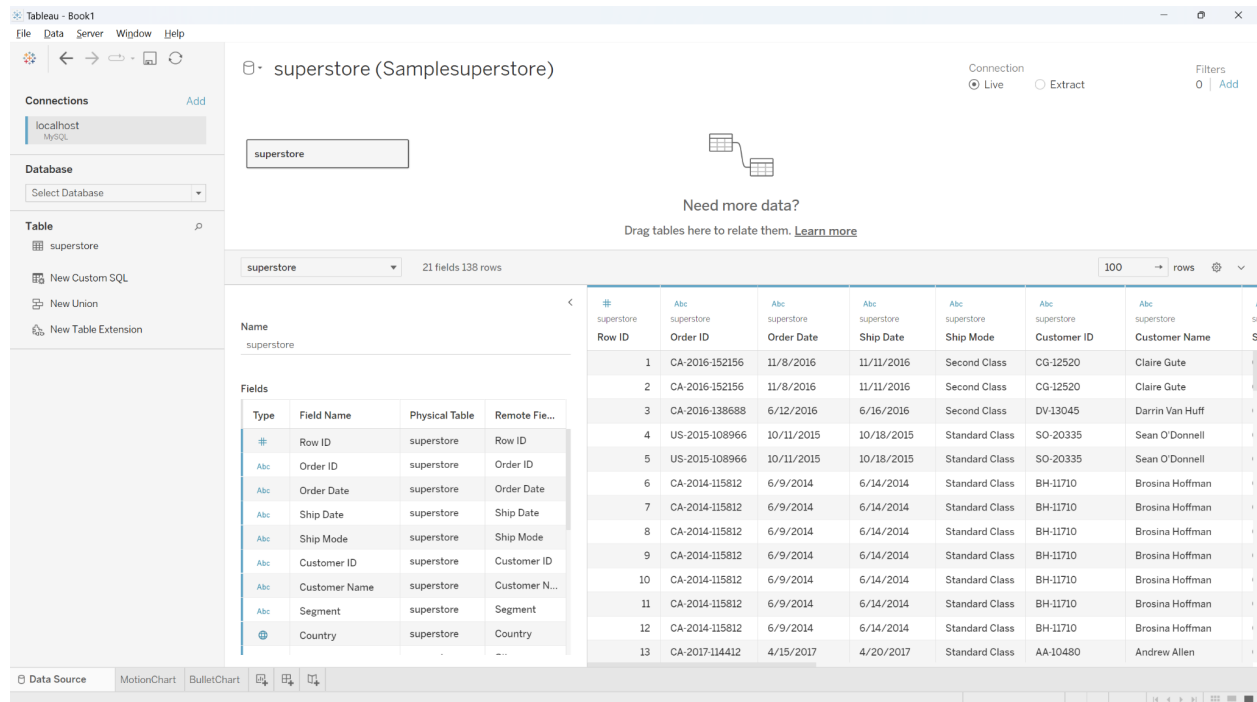 Tableau - Book1
File Data Server Window Help
superstore (Samplesuperstore)
Connection
Live Extract
Filters
0 Add
Connections Add
localhost
MySQL
Database
Select Database
Table
superstore
New Custom SQL
New Union
New Table Extension
superstore
Need more data?
Drag tables here to relate them. Learn more
superstore 21 fields 138 rows 100 → rows
Name
superstore
Fields
Type Field Name Physical Table Remote Fie...
# Row ID superstore Row ID
Abc Order ID superstore Order ID
Abc Order Date superstore Order Date
Abc Ship Date superstore Ship Date
Abc Ship Mode superstore Ship Mode
Abc Customer ID superstore Customer ID
Abc Customer Name superstore Customer N...
Abc Segment superstore Segment
Country superstore Country
# Abc Abc Abc Abc Abc Abc
superstore superstore superstore superstore superstore superstore superstore
Row ID Order ID Order Date Ship Date Ship Mode Customer ID Customer Name
1 CA-2016-152156 11/8/2016 11/11/2016 Second Class CG-12520 Claire Gute
2 CA-2016-152156 11/8/2016 11/11/2016 Second Class CG-12520 Claire Gute
3 CA-2016-138688 6/12/2016 6/16/2016 Second Class DV-13045 Darrin Van Huff
4 US-2015-108966 10/11/2015 10/18/2015 Standard Class SO-20335 Sean O'Donnell
5 US-2015-108966 10/11/2015 10/18/2015 Standard Class SO-20335 Sean O'Donnell
6 CA-2014-115812 6/9/2014 6/14/2014 Standard Class BH-11710 Brosina Hoffman
7 CA-2014-115812 6/9/2014 6/14/2014 Standard Class BH-11710 Brosina Hoffman
8 CA-2014-115812 6/9/2014 6/14/2014 Standard Class BH-11710 Brosina Hoffman
9 CA-2014-115812 6/9/2014 6/14/2014 Standard Class BH-11710 Brosina Hoffman
10 CA-2014-115812 6/9/2014 6/14/2014 Standard Class BH-11710 Brosina Hoffman
11 CA-2014-115812 6/9/2014 6/14/2014 Standard Class BH-11710 Brosina Hoffman
12 CA-2014-115812 6/9/2014 6/14/2014 Standard Class BH-11710 Brosina Hoffman
13 CA-2017-114412 4/15/2017 4/20/2017 Standard Class AA-10480 Andrew Allen
Data Source MotionChart BulletChart